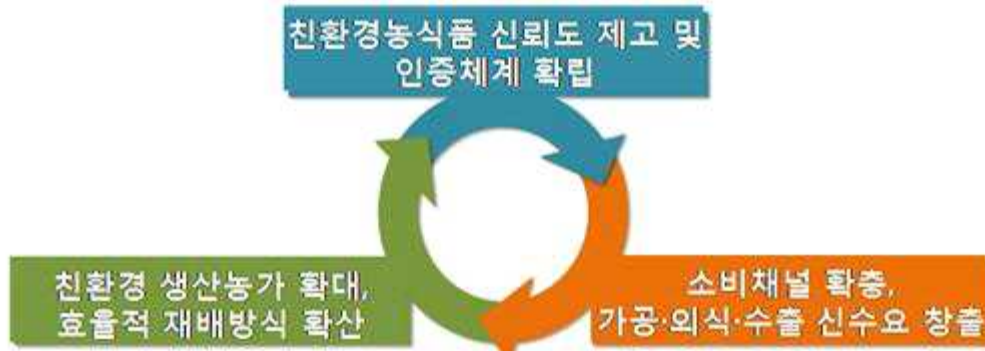 친환경농식품 신뢰도 제고 및
인증체계 확립
친환경 생산농가 확대,
효율적 재배방식 확산
소비채널 확충,
가공·외식·수출 신수요 창출